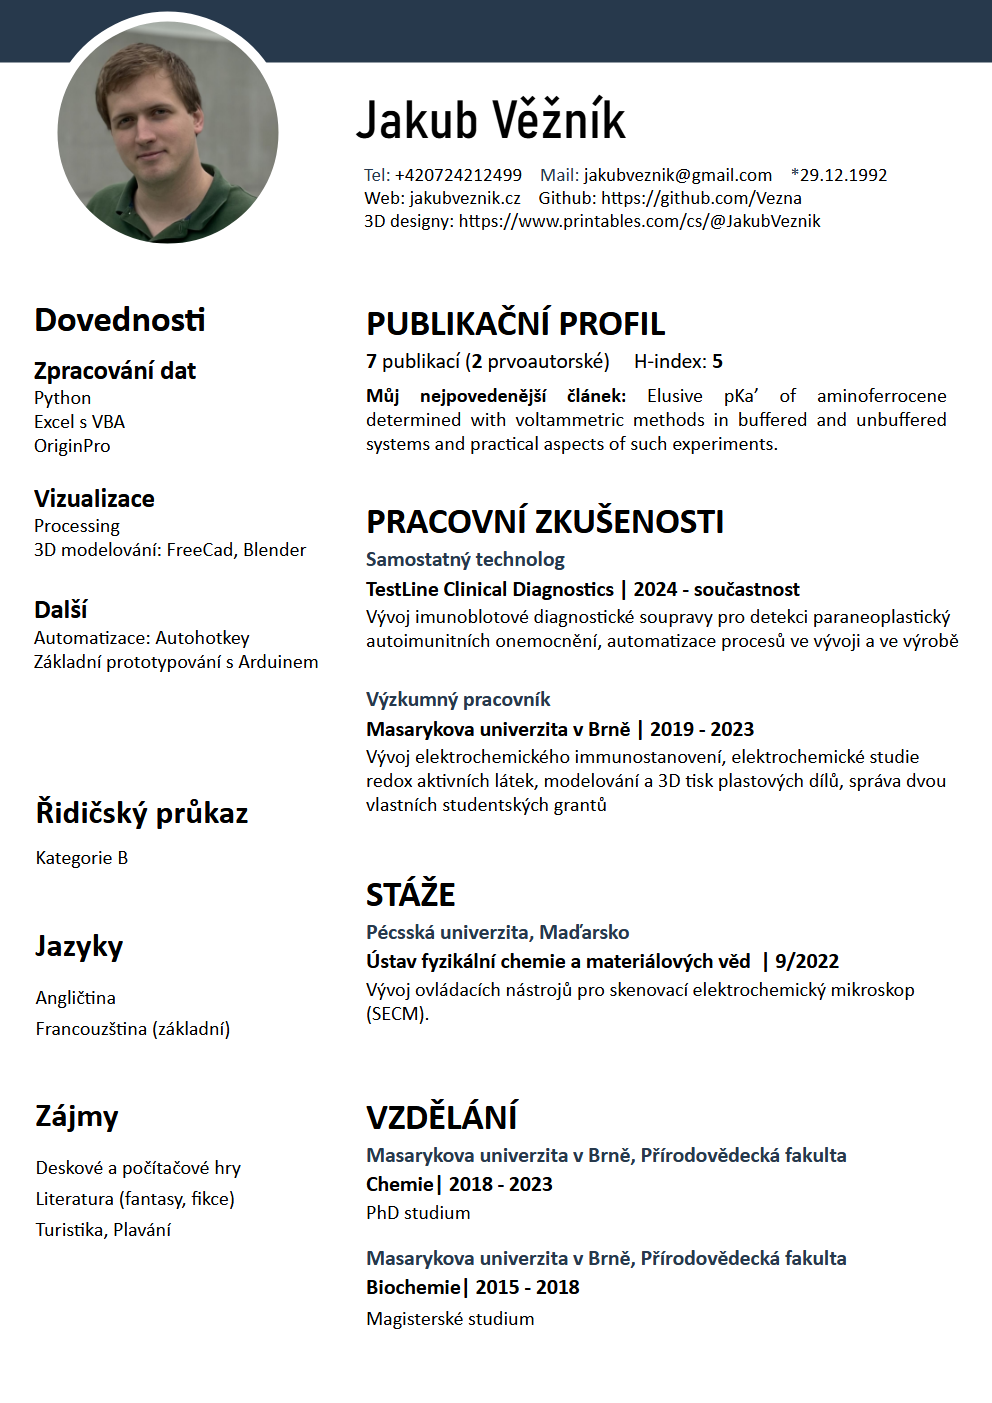 Jakub Věžník
Tel: +420724212499 Mail: jakubveznik@gmail.com *29.12.1992
Web: jakubveznik.cz Github: https://github.com/Vezna
3D designy: https://www.printables.com/cs/@JakubVeznik
Dovednosti
Zpracování dat
Python
Excel s VBA
OriginPro
Vizualizace
Processing
3D modelování: FreeCad, Blender
Další
Automatizace: Autohotkey
Základní prototypování s Arduinem
Řidičský průkaz
Kategorie B
Jazyky
Angličtina
Francouzština (základní)
Zájmy
Deskové a počítačové hry
Literatura (fantasy, fikce)
Turistika, Plavání
PUBLIKAČNÍ PROFIL
7 publikací (2 prvoautorské) H-index: 5
Můj nejpovedenější článek: Elusive pKa’ of aminoferrocene
determined with voltammetric methods in buffered and unbuffered
systems and practical aspects of such experiments.
PRACOVNÍ ZKUŠENOSTI
Samostatný technolog
TestLine Clinical Diagnostics | 2024 - součastnost
Vývoj imunoblotové diagnostické soupravy pro detekci paraneoplastický
autoimunitních onemocnění, automatizace procesů ve vývoji a ve výrobě
Výzkumný pracovník
Masarykova univerzita v Brně | 2019 - 2023
Vývoj elektrochemického immunostanovení, elektrochemické studie
redox aktivních látek, modelování a 3D tisk plastových dílů, správa dvou
vlastních studentských grantů
STÁŽE
Pécsská univerzita, Maďarsko
Ústav fyzikální chemie a materiálových věd | 9/2022
Vývoj ovládacích nástrojů pro skenovací elektrochemický mikroskop
(SECM).
VZDĚLÁNÍ
Masarykova univerzita v Brně, Přírodovědecká fakulta
Chemie| 2018 - 2023
PhD studium
Masarykova univerzita v Brně, Přírodovědecká fakulta
Biochemie| 2015 - 2018
Magisterské studium